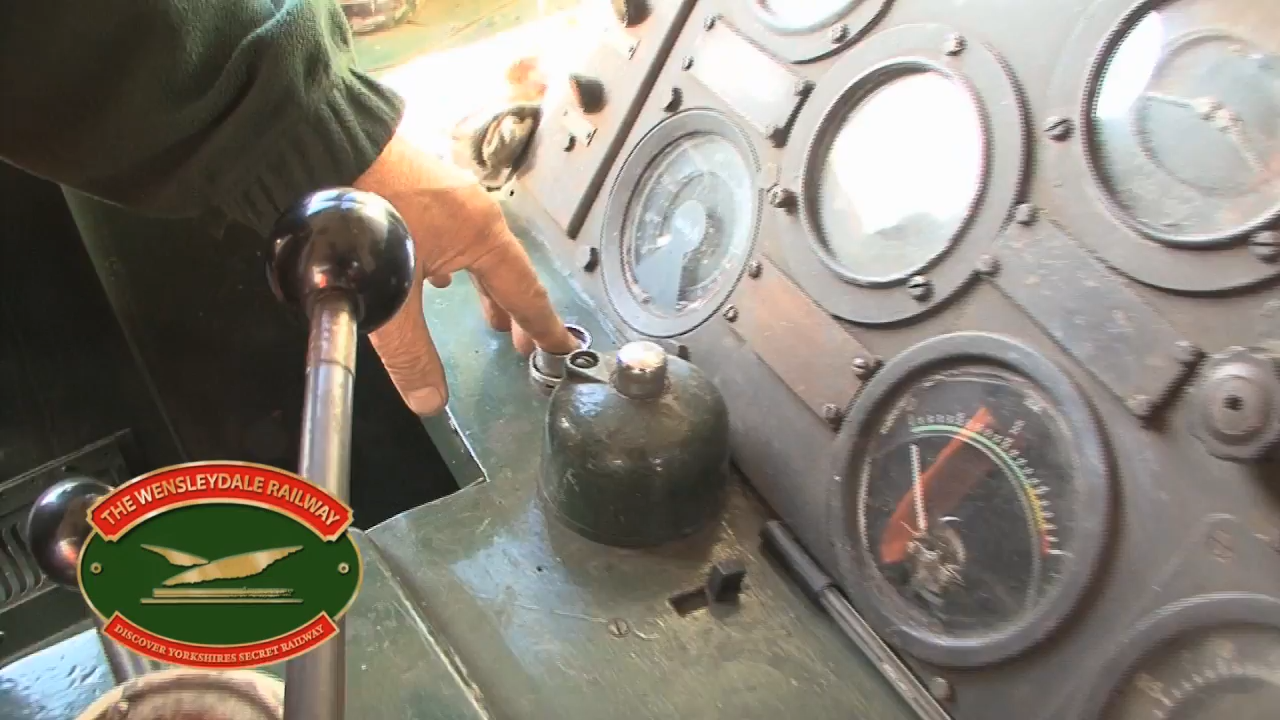 THE WENSLEYDALE RAILWAY
DISCOVER YORKSHIRES SECRET RAILWAY